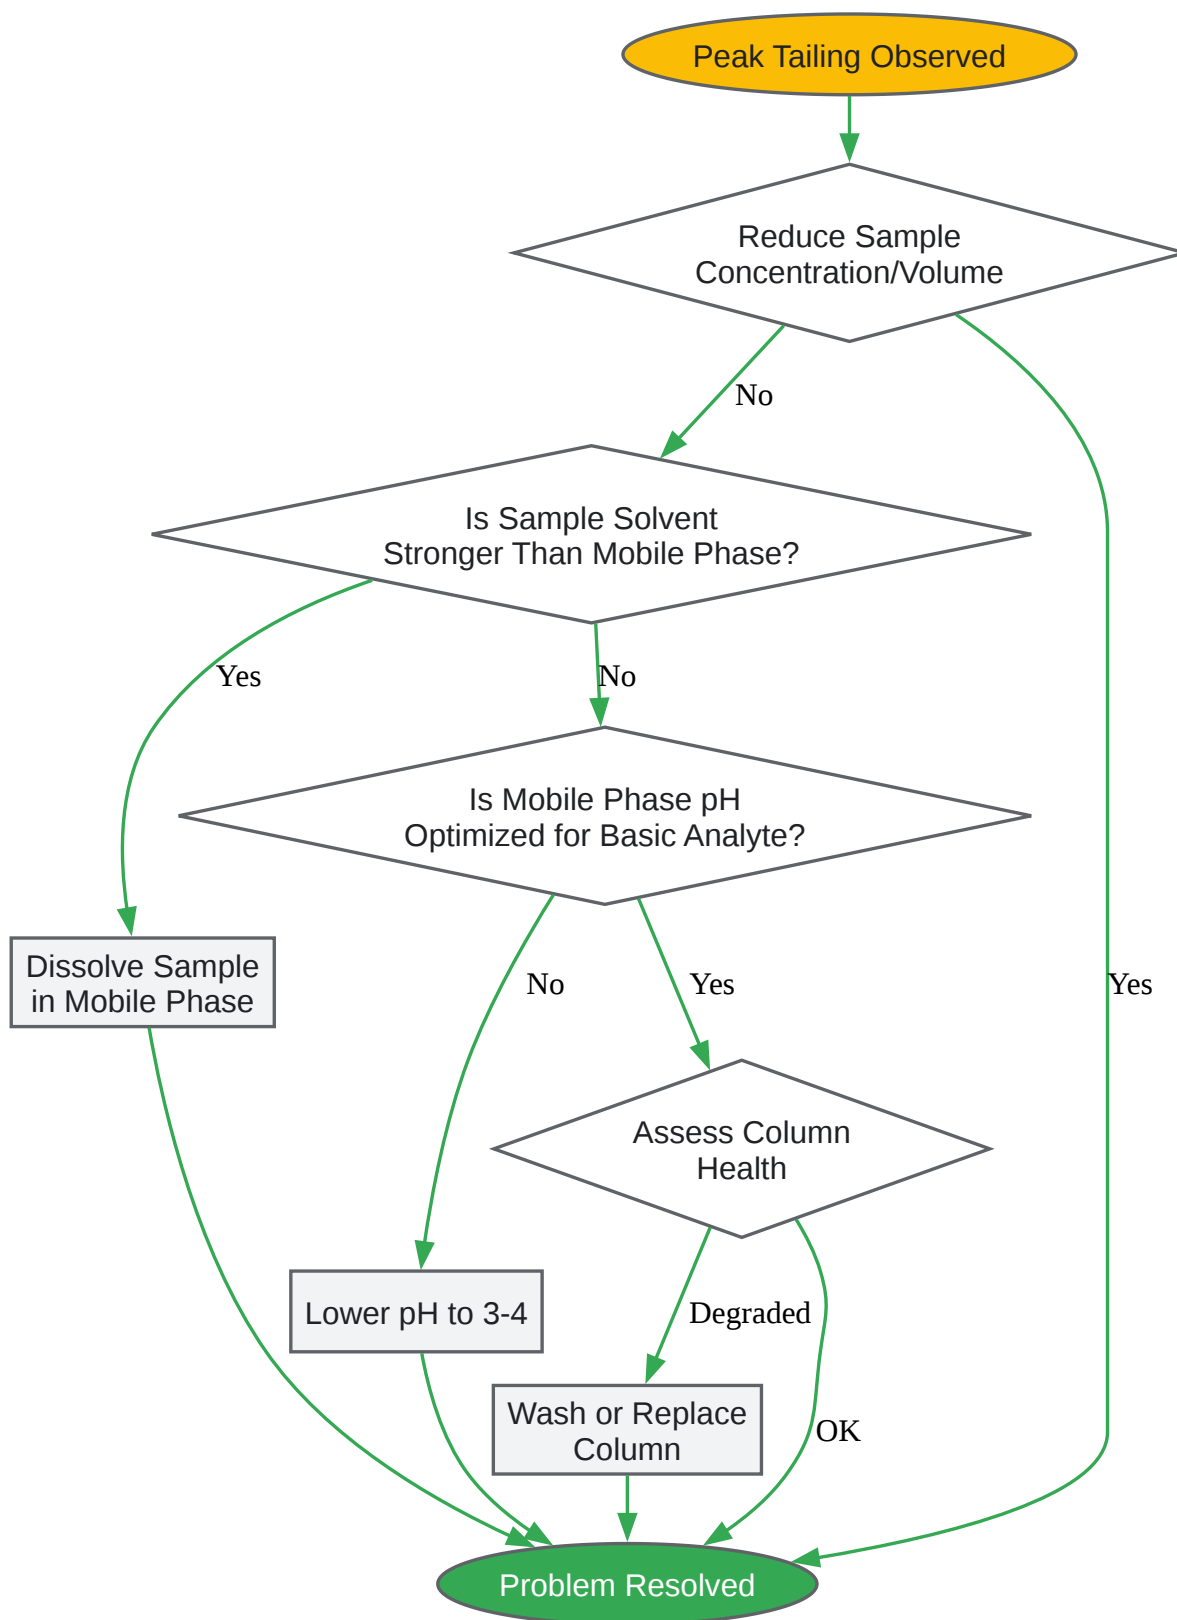 Peak Tailing Observed
Reduce Sample
Concentration/Volume
No
Is Sample Solvent
Stronger Than Mobile Phase?
Yes
No
Is Mobile Phase pH
Optimized for Basic Analyte?
Dissolve Sample
in Mobile Phase
No
Yes
Yes
Assess Column
Health
Lower pH to 3-4
Degraded
Wash or Replace
Column
OK
Problem Resolved